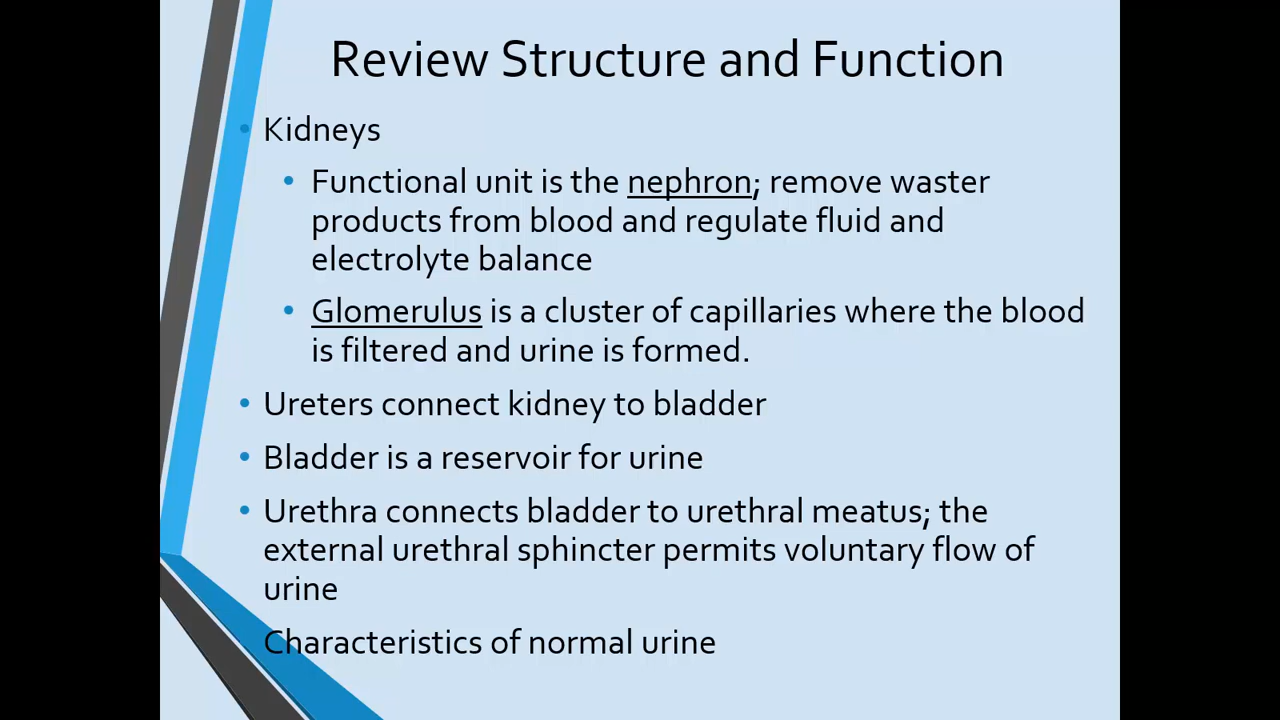 Review Structure and Function
• Kidneys
• Functional unit is the nephron; remove waster
products from blood and regulate fluid and
electrolyte balance
• Glomerulus is a cluster of capillaries where the blood
is filtered and urine is formed.
• Ureters connect kidney to bladder
• Bladder is a reservoir for urine
• Urethra connects bladder to urethral meatus; the
external urethral sphincter permits voluntary flow of
urine
Characteristics of normal urine